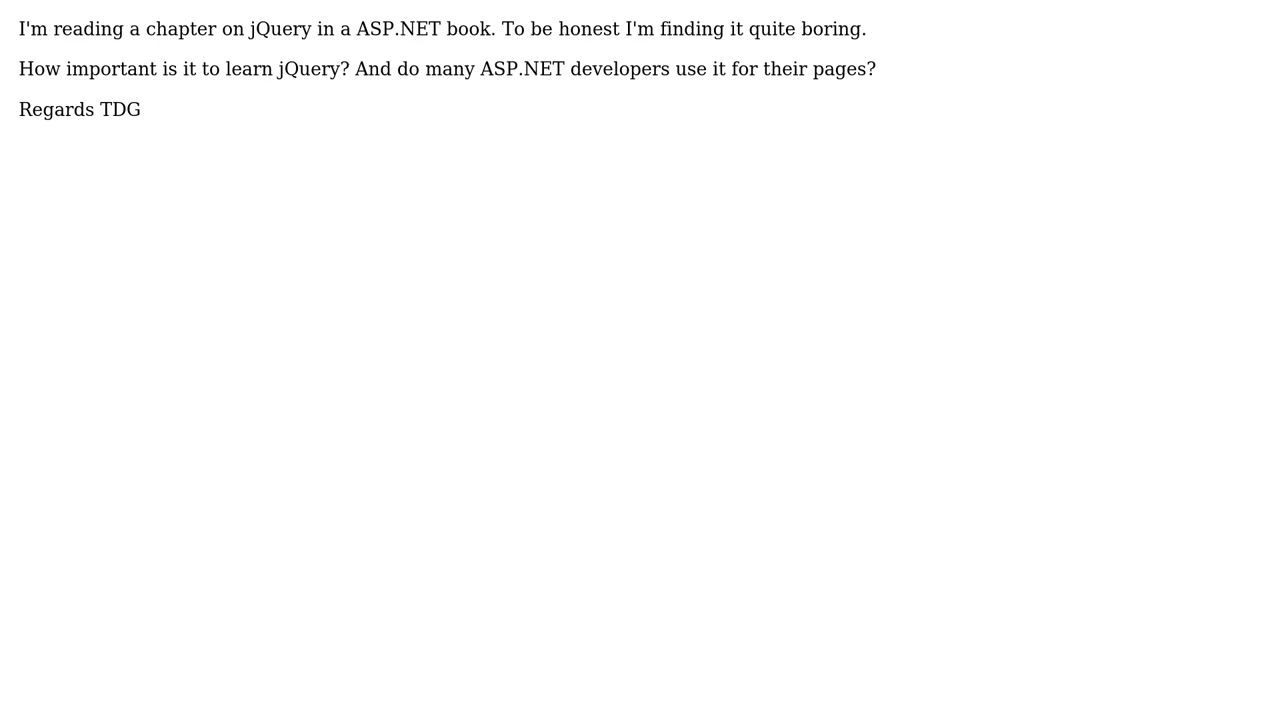 I'm reading a chapter on jQuery in a ASP.NET book. To be honest I'm finding it quite boring.
How important is it to learn jQuery? And do many ASP.NET developers use it for their pages?
Regards TDG